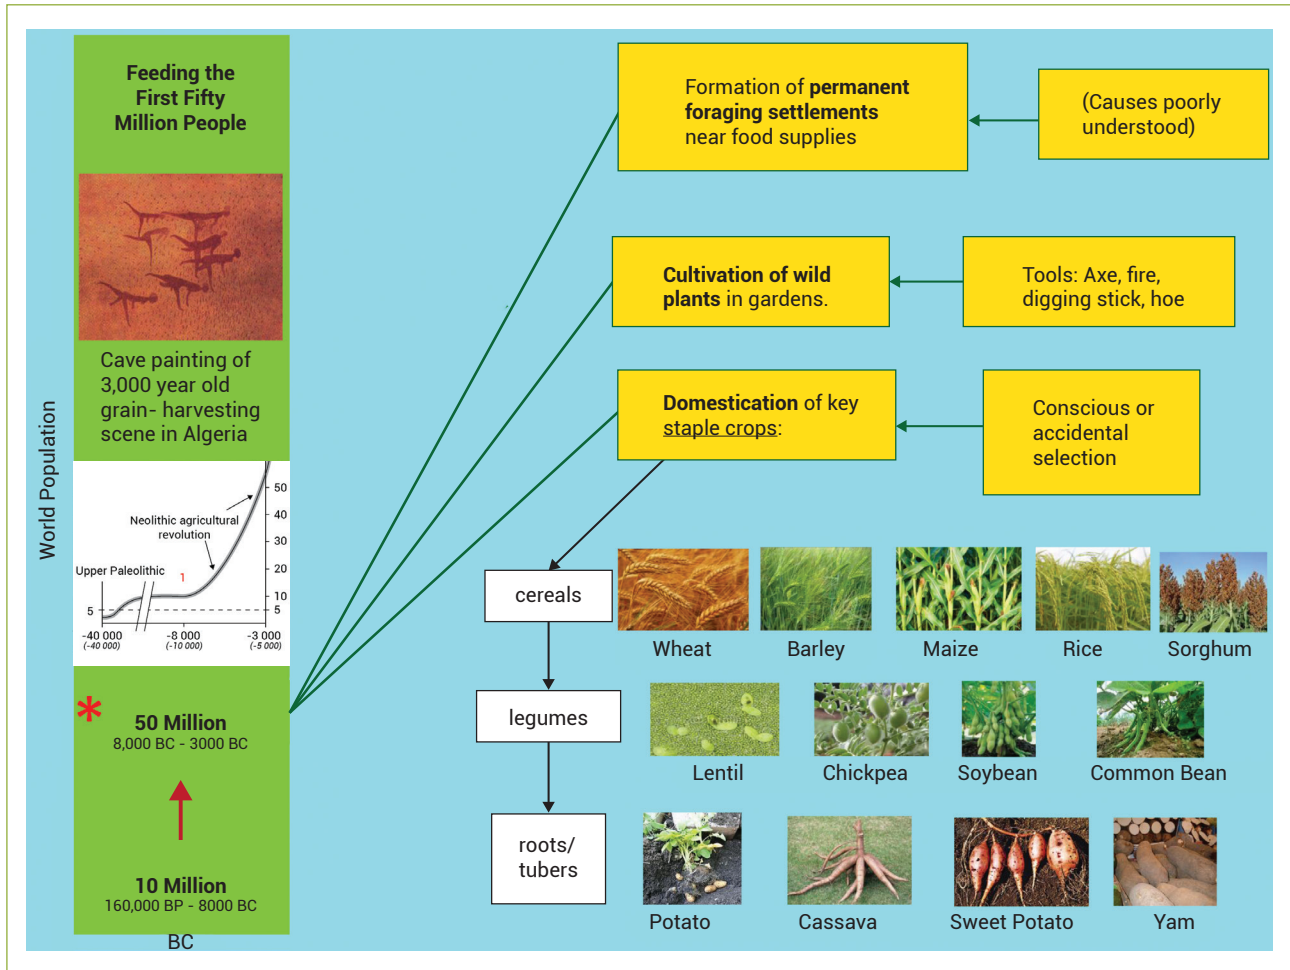 Feeding the
First Fifty
Million People
Cave painting of
3,000 year old
grain- harvesting
scene in Algeria
World Population
50
40
30
20
10
5
Neolithic agricultural
revolution
Upper Paleolithic
1
5
-40 000
(-40 000)
-8 000
(-10 000)
-3 000
(-5 000)
*
50 Million
8,000 BC - 3000 BC
10 Million
160,000 BP - 8000 BC
BC
Formation of permanent
foraging settlements
near food supplies
(Causes poorly
understood)
Cultivation of wild
plants in gardens.
Tools: Axe, fire,
digging stick, hoe
Domestication of key
staple crops:
Conscious or
accidental
selection
cereals
Wheat
Barley
Maize
Rice
Sorghum
legumes
Lentil
Chickpea
Soybean
Common Bean
roots/
tubers
Potato
Cassava
Sweet Potato
Yam